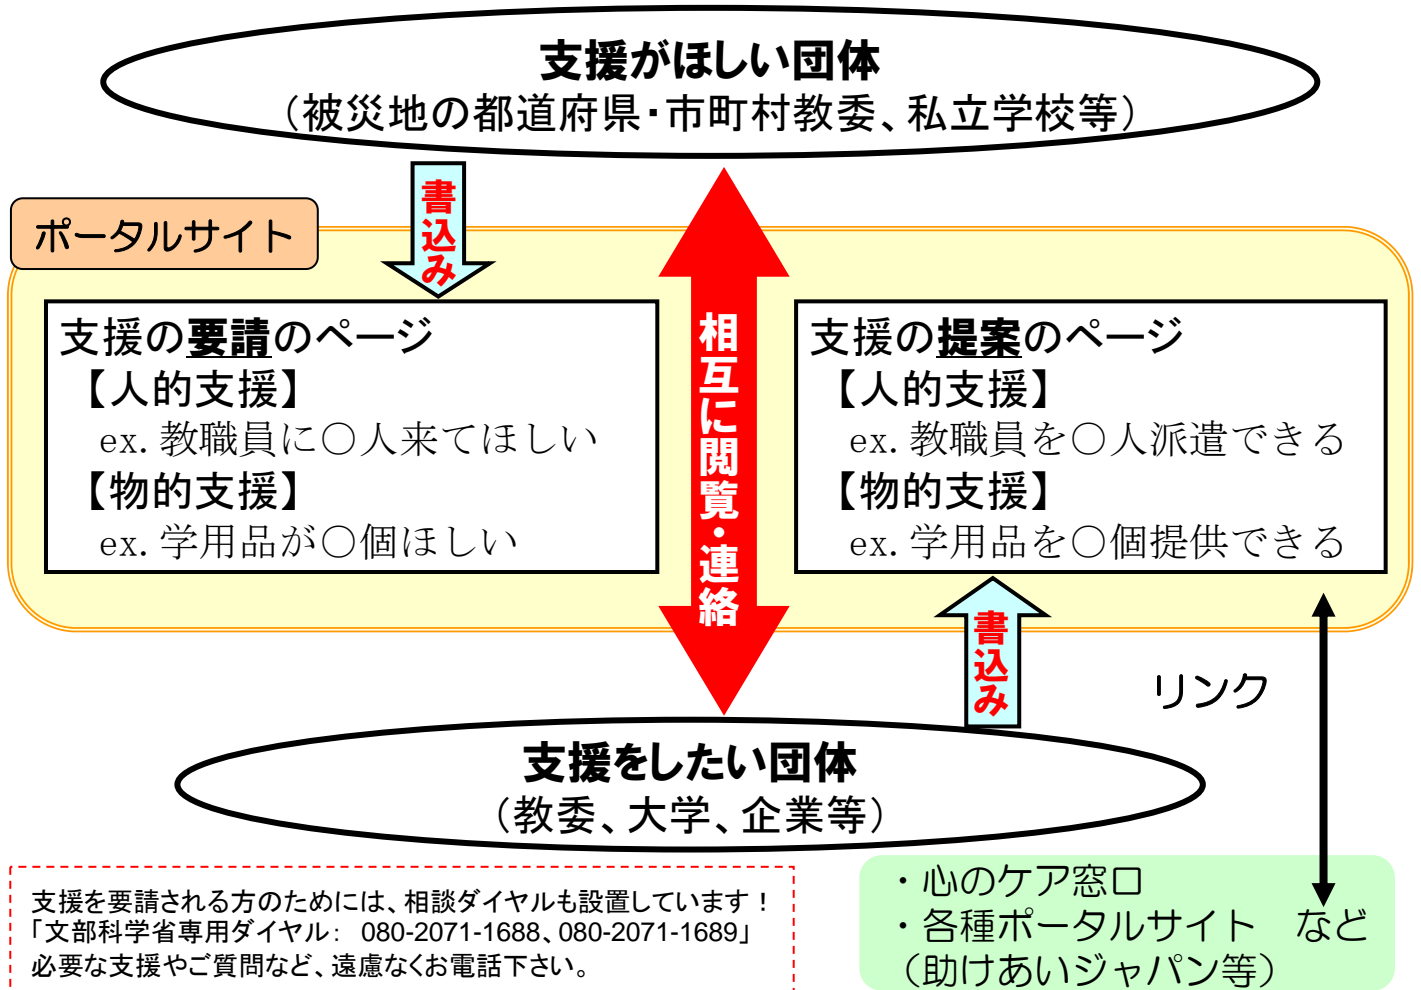 支援がほしい団体
（被災地の都道府県・市町村教委、私立学校等）
書込み
ポータルサイト
支援の要請のページ
【人的支援】
ex. 教職員に○人来てほしい
【物的支援】
ex. 学用品が○個ほしい
相互に閲覧・連絡
支援の提案のページ
【人的支援】
ex. 教職員を○人派遣できる
【物的支援】
ex. 学用品を○個提供できる
書込み
リンク
支援をしたい団体
（教委、大学、企業等）
支援を要請される方のためには、相談ダイヤルも設置しています！
「文部科学省専用ダイヤル： 080-2071-1688、080-2071-1689」
必要な支援やご質問など、遠慮なくお電話下さい。
・心のケア窓口
・各種ポータルサイト　など
（助けあいジャパン等）